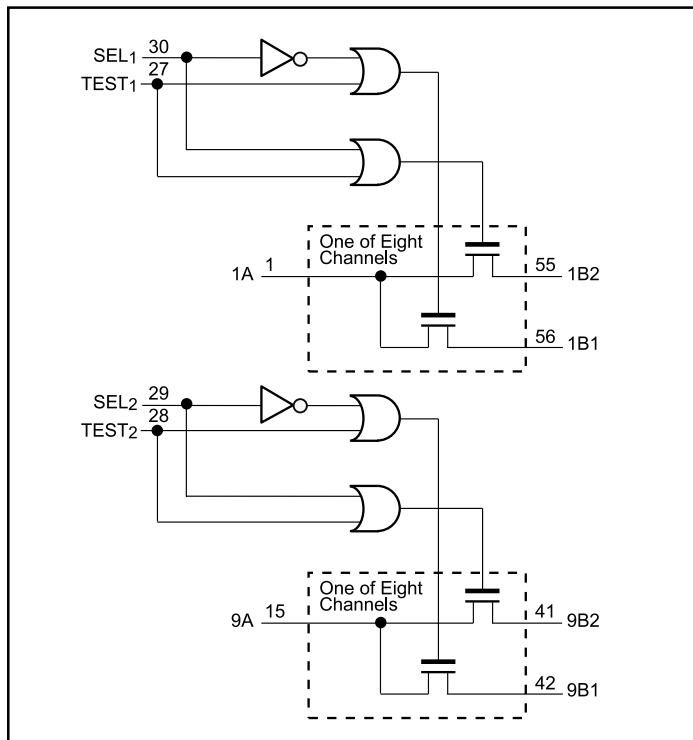 SEL1 30
TEST1 27
One of Eight
Channels
1A 1
55 1B2
56 1B1
SEL2 29
TEST2 28
One of Eight
Channels
9A 15
41 9B2
42 9B1